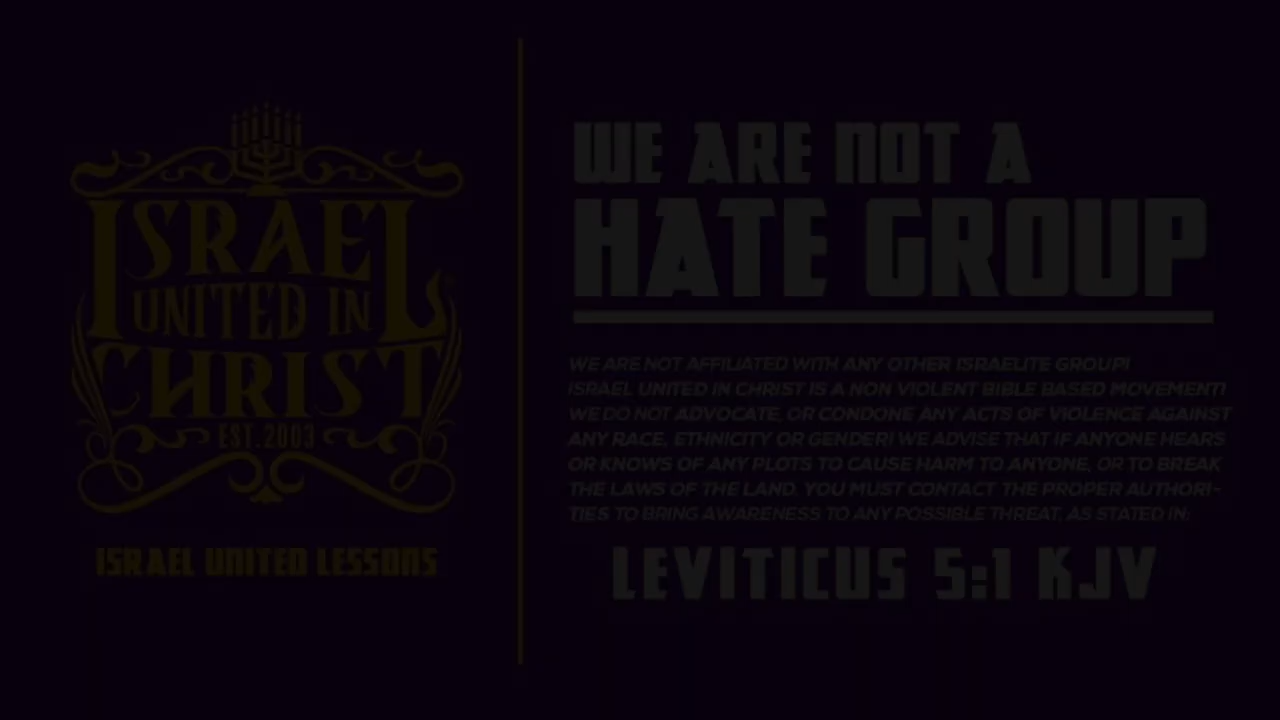 ISRAEL
UNITED IN
CHRIST
EST. 2003
ISRAEL UNITED LESSONS
WE ARE NOT A
HATE GROUP
WE ARE NOT AFFILIATED WITH ANY OTHER ISRAELITE GROUP!
ISRAEL UNITED IN CHRIST IS A NON VIOLENT BIBLE BASED MOVEMENT!
WE DO NOT ADVOCATE, OR CONDONE ANY ACTS OF VIOLENCE AGAINST
ANY RACE, ETHNICITY OR GENDER! WE ADVISE THAT IF ANYONE HEARS
OR KNOWS OF ANY PLOTS TO CAUSE HARM TO ANYONE, OR TO BREAK
THE LAWS OF THE LAND. YOU MUST CONTACT THE PROPER AUTHORI-
TIES TO BRING AWARENESS TO ANY POSSIBLE THREAT, AS STATED IN:
LEVITICUS 5:1 KJV